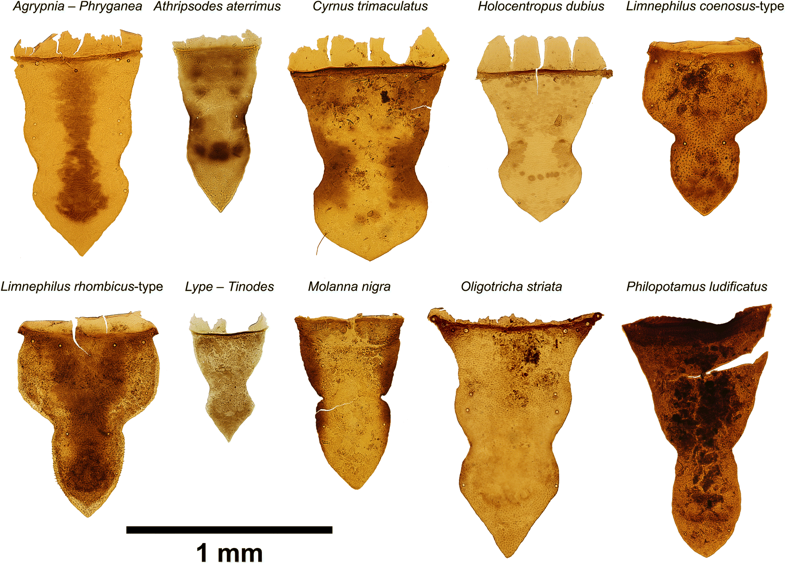 Agrypnia – Phryganea
Athripsodes aterrimus
Cyrnus trimaculatus
Holocentropus dubius
Limnephilus coenosus-type
Limnephilus rhombicus-type
Lype – Tinodes
Molanna nigra
Oligotricha striata
Philopotamus ludificatus
1 mm